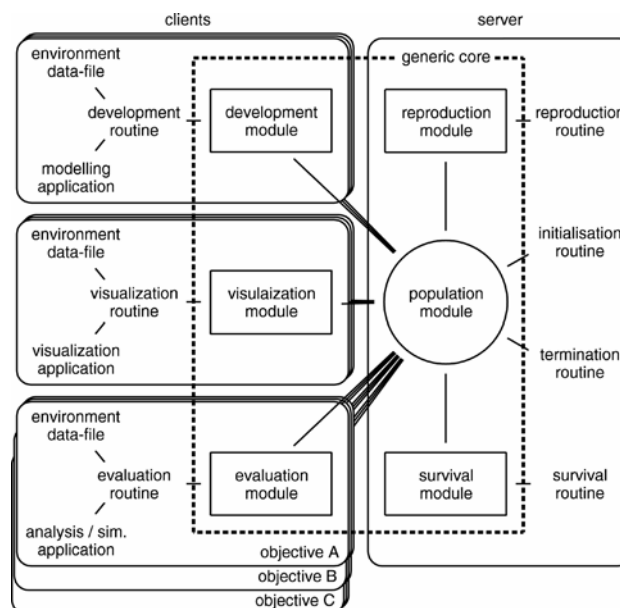 clients
server
generic core
environment
data-file
development
routine
modelling
application
development
module
reproduction
module
reproduction
routine
environment
data-file
visualization
routine
visualization
application
visulaization
module
population
module
initialisation
routine
termination
routine
environment
data-file
evaluation
routine
analysis / sim.
application
evaluation
module
survival
module
survival
routine
objective A
objective B
objective C